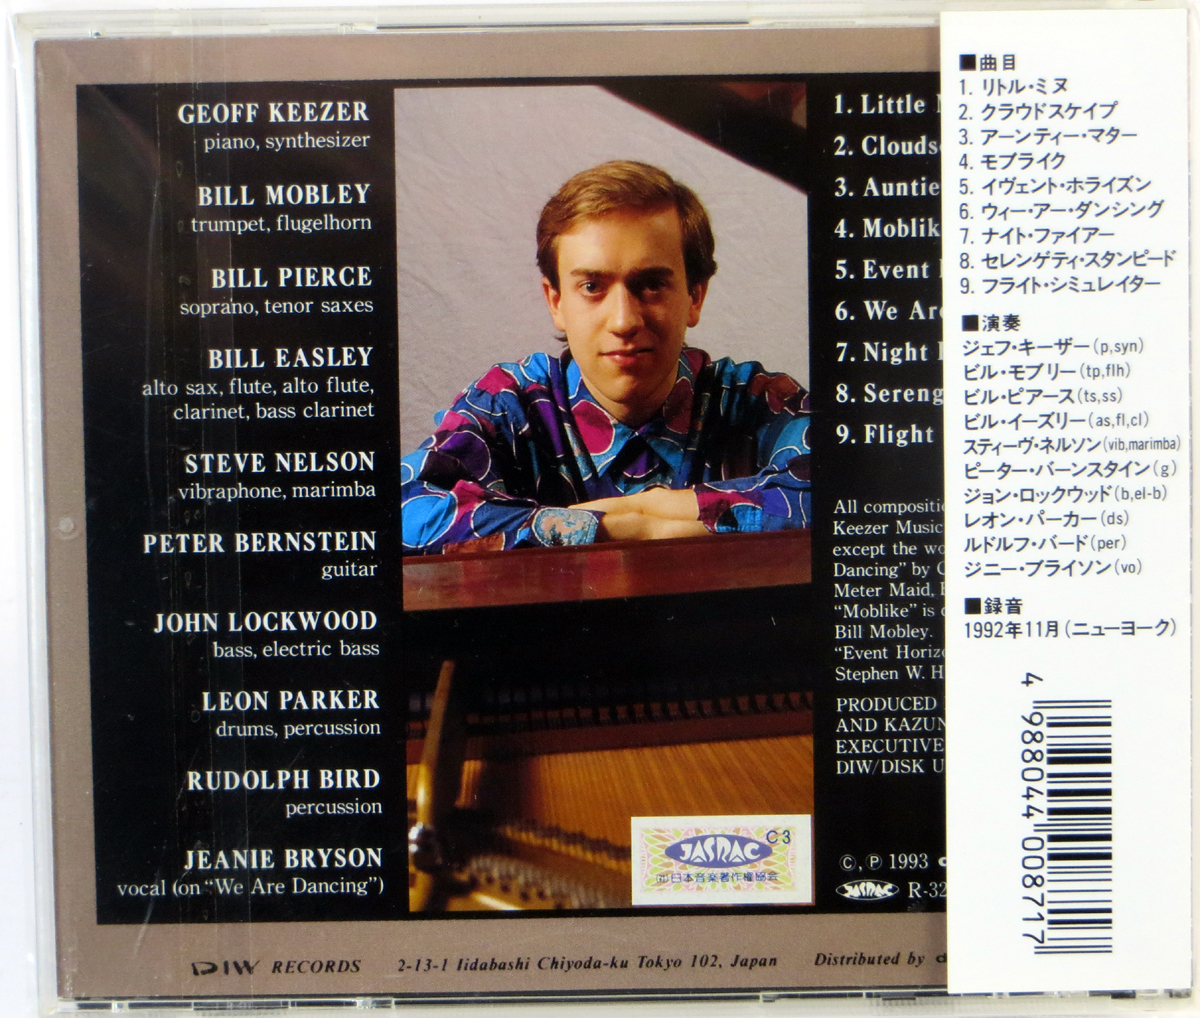 GEOFF KEEZER
piano, synthesizer
BILL MOBLEY
trumpet, flugelhorn
BILL PIERCE
soprano, tenor saxes
BILL EASLEY
alto sax, flute, alto flute,
clarinet, bass clarinet
STEVE NELSON
vibraphone, marimba
PETER BERNSTEIN
guitar
JOHN LOCKWOOD
bass, electric bass
LEON PARKER
drums, percussion
RUDOLPH BIRD
percussion
JEANIE BRYSON
vocal (on "We Are Dancing")
1. Little
2. Clouds
3. Auntie
4. Moblik
5. Event
6. We Are
7. Night
8. Sereng
9. Flight
All compositi
Keezer Music
except the wo
Dancing" by
Meter Maid,
"Moblike" is
Bill Mobley.
"Event Horiz
Stephen W. H
PRODUCED
AND KAZUN
EXECUTIVE
DIW/DISK U
©, ℗ 1993
JASRAC R-32
C3
JASRAC
(社)日本音楽著作権協会
DIW RECORDS 2-13-1 Iidabashi Chiyoda-ku Tokyo 102, Japan Distributed by
■曲目
1. リトル・ミヌ
2. クラウドスケイプ
3. アーンティー・マター
4. モブライク
5. イヴェント・ホライズン
6. ウィー・アー・ダンシング
7. ナイト・ファイアー
8. セレンゲティ・スタンピード
9. フライト・シミュレイター
■演奏
ジェフ・キーザー(p,syn)
ビル・モブリー(tp,flh)
ビル・ピアース(ts,ss)
ビル・イーズリー(as,fl,cl)
スティーヴ・ネルソン(vib,marimba)
ピーター・バーンスタイン(g)
ジョン・ロックウッド(b,el-b)
レオン・パーカー(ds)
ルドルフ・バード(per)
ジニー・ブライソン(vo)
■録音
1992年11月(ニューヨーク)
4 988044 008717